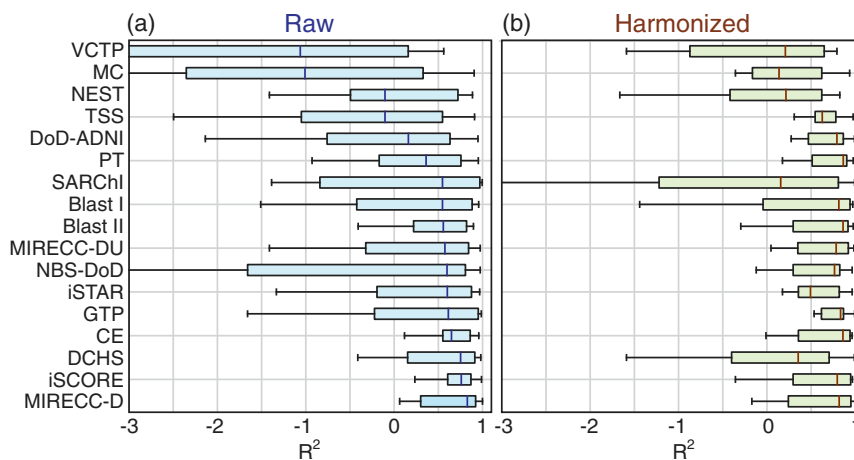 (a) Raw
(b) Harmonized
VCTP
MC
NEST
TSS
DoD-ADNI
PT
SARChI
Blast I
Blast II
MIRECC-DU
NBS-DoD
iSTAR
GTP
CE
DCHS
iSCORE
MIRECC-D
-3 -2 -1 0 1
R²
-3 -2 -1 0 1
R²